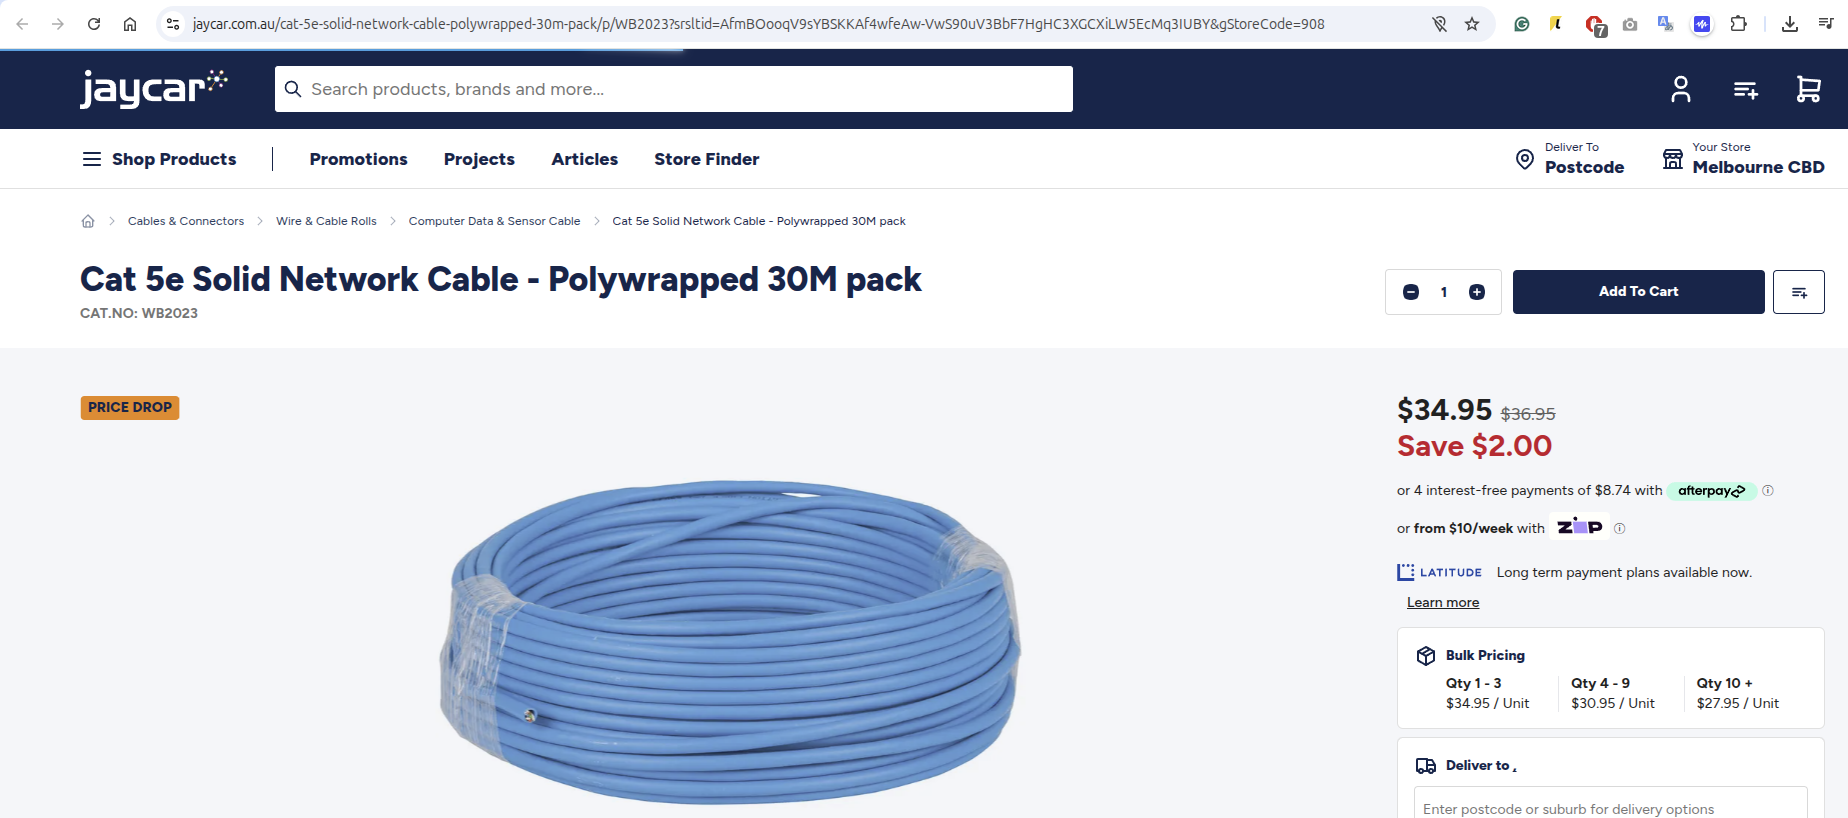 jaycar.com.au/cat-5e-solid-network-cable-polywrapped-30m-pack/p/WB2023?srsltid=AfmBOooqV9sYBSKKAf4wfeAw-VwS90uV3BbF7HgHC3XGCXiLW5EcMq3IUBY&gStoreCode=908
7
jaycar
Search products, brands and more...
Shop Products
Promotions
Projects
Articles
Store Finder
Deliver To
Postcode
Your Store
Melbourne CBD
Cables & Connectors
Wire & Cable Rolls
Computer Data & Sensor Cable
Cat 5e Solid Network Cable - Polywrapped 30M pack
Cat 5e Solid Network Cable - Polywrapped 30M pack
CAT.NO: WB2023
1
Add To Cart
PRICE DROP
$34.95 $36.95
Save $2.00
or 4 interest-free payments of $8.74 with afterpay
or from $10/week with ZIP
LATITUDE Long term payment plans available now.
Learn more
Bulk Pricing
Qty 1 - 3
$34.95 / Unit
Qty 4 - 9
$30.95 / Unit
Qty 10 +
$27.95 / Unit
Deliver to
Enter postcode or suburb for delivery options